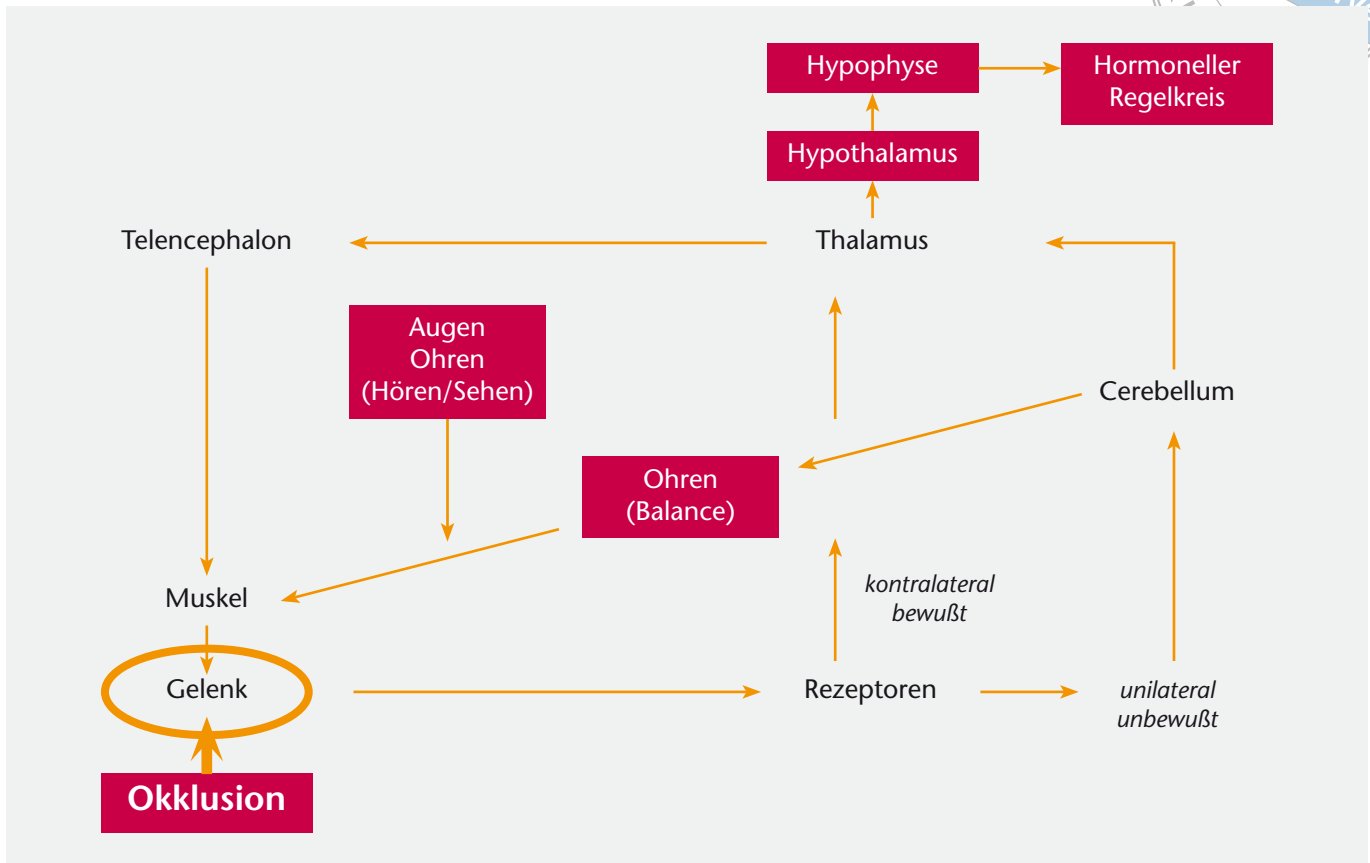 Hypophyse
Hormoneller
Regelkreis
Hypothalamus
Telencephalon
Thalamus
Augen
Ohren
(Hören/Sehen)
Cerebellum
Ohren
(Balance)
kontralateral
bewußt
Muskel
Gelenk
Rezeptoren
unilateral
unbewußt
Okklusion